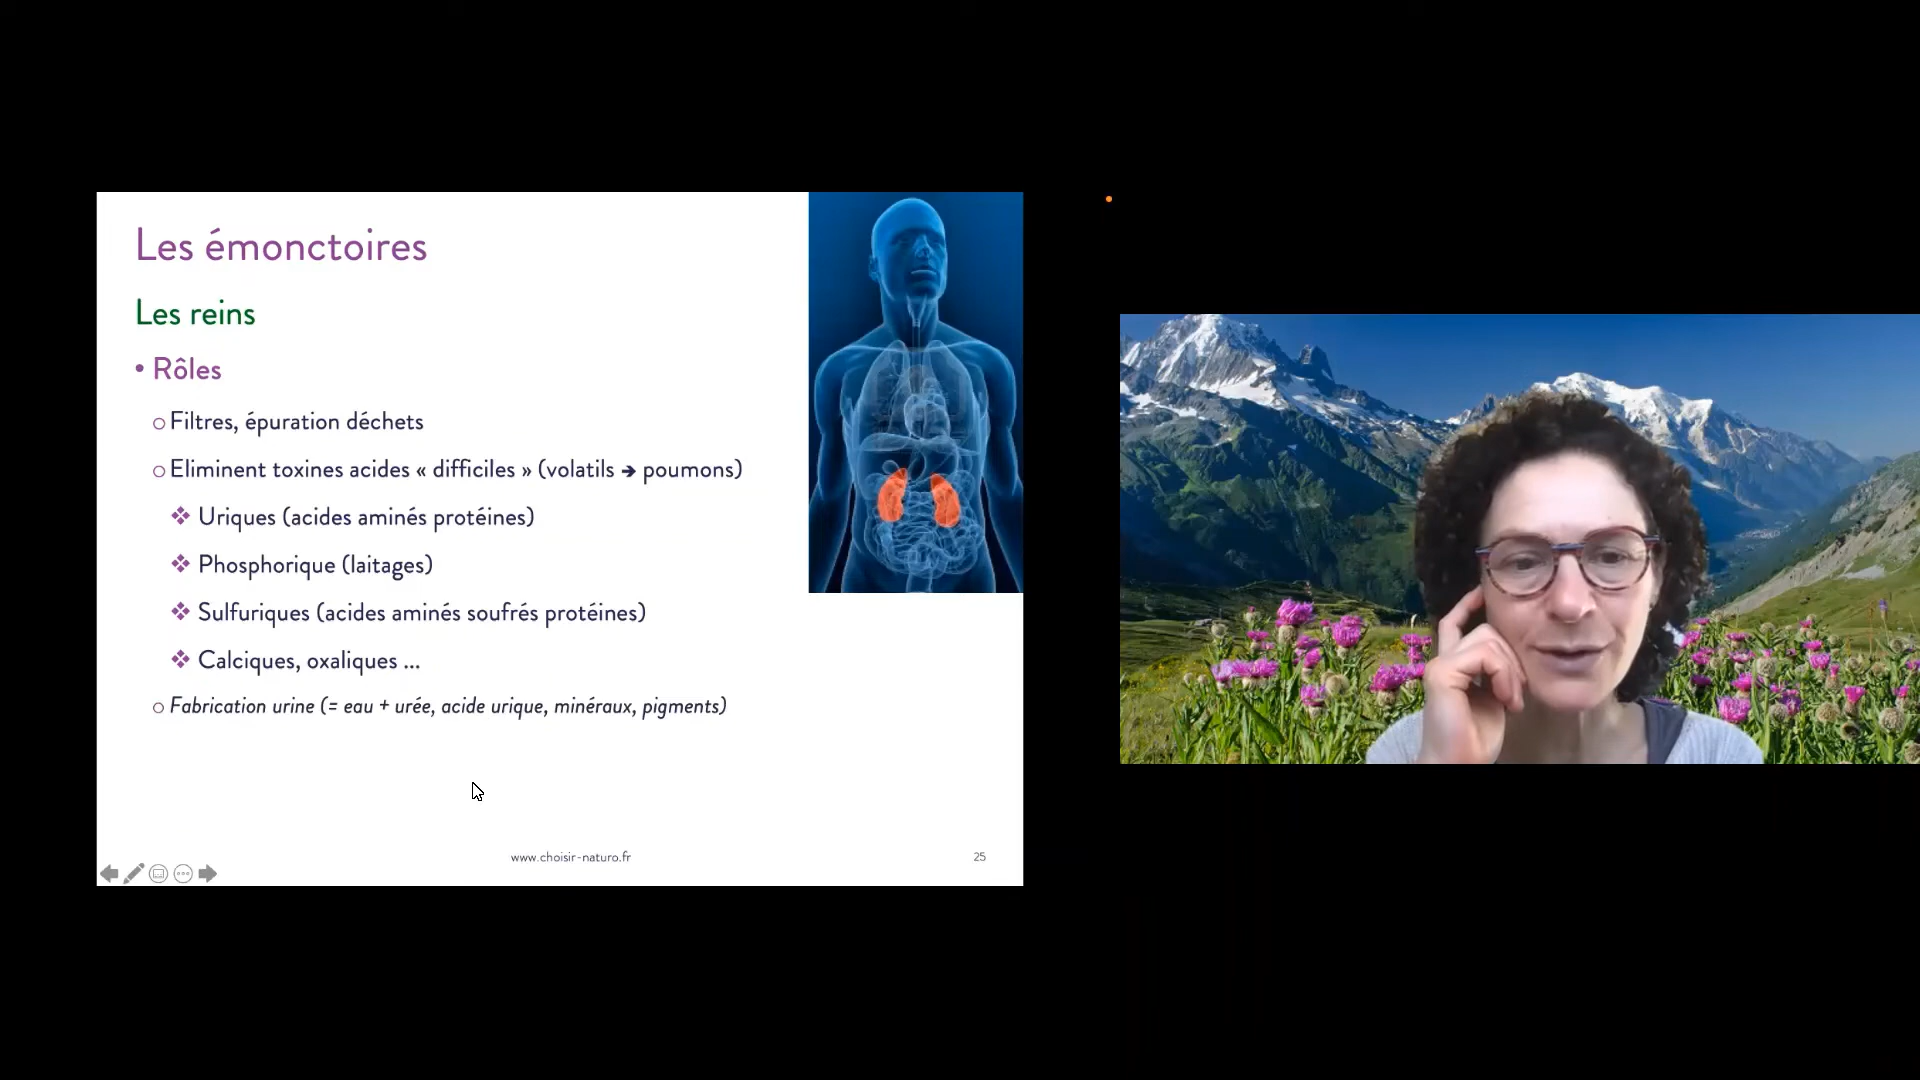 Les émonctoires
Les reins
• Rôles
○ Filtres, épuration déchets
○ Eliminent toxines acides « difficiles » (volatils ➔ poumons)
❖ Uriques (acides aminés protéines)
❖ Phosphorique (laitages)
❖ Sulfuriques (acides aminés soufrés protéines)
❖ Calciques, oxaliques ...
○ Fabrication urine (= eau + urée, acide urique, minéraux, pigments)
www.choisir-naturo.fr
25